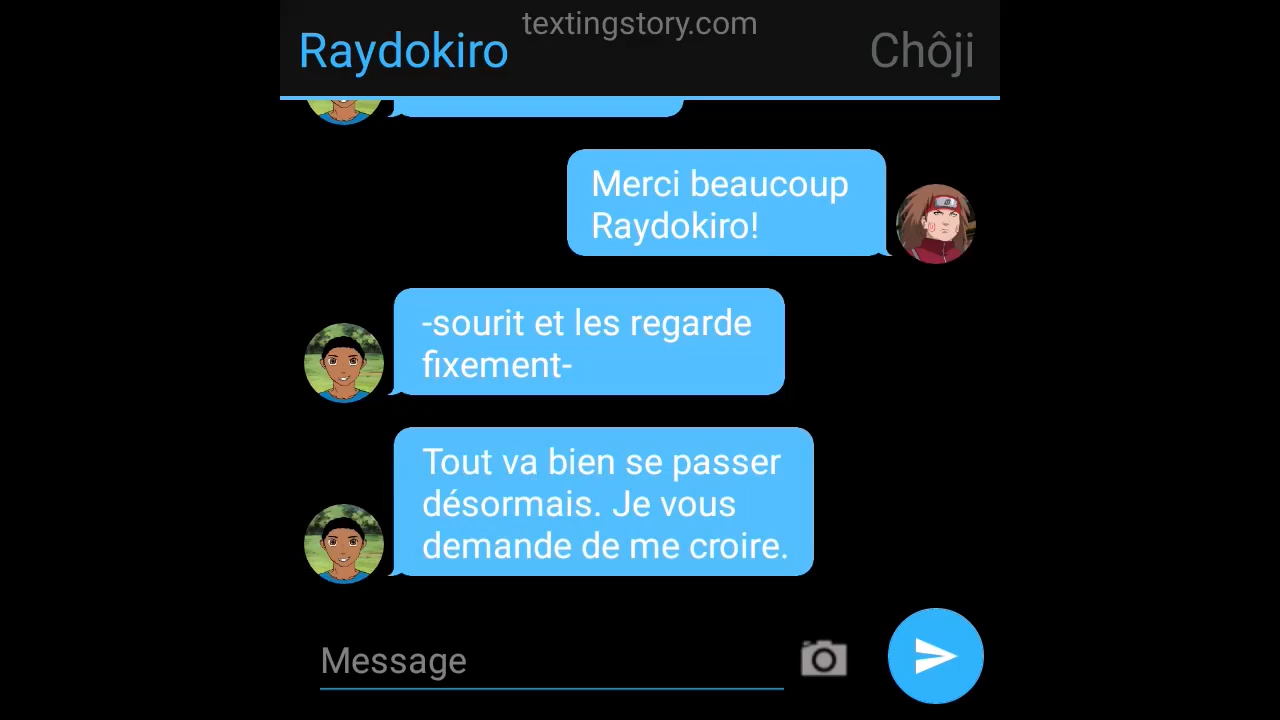 textingstory.com
Raydokiro
Chôji
Merci beaucoup
Raydokiro!
-sourit et les regarde
fixement-
Tout va bien se passer
désormais. Je vous
demande de me croire.
Message